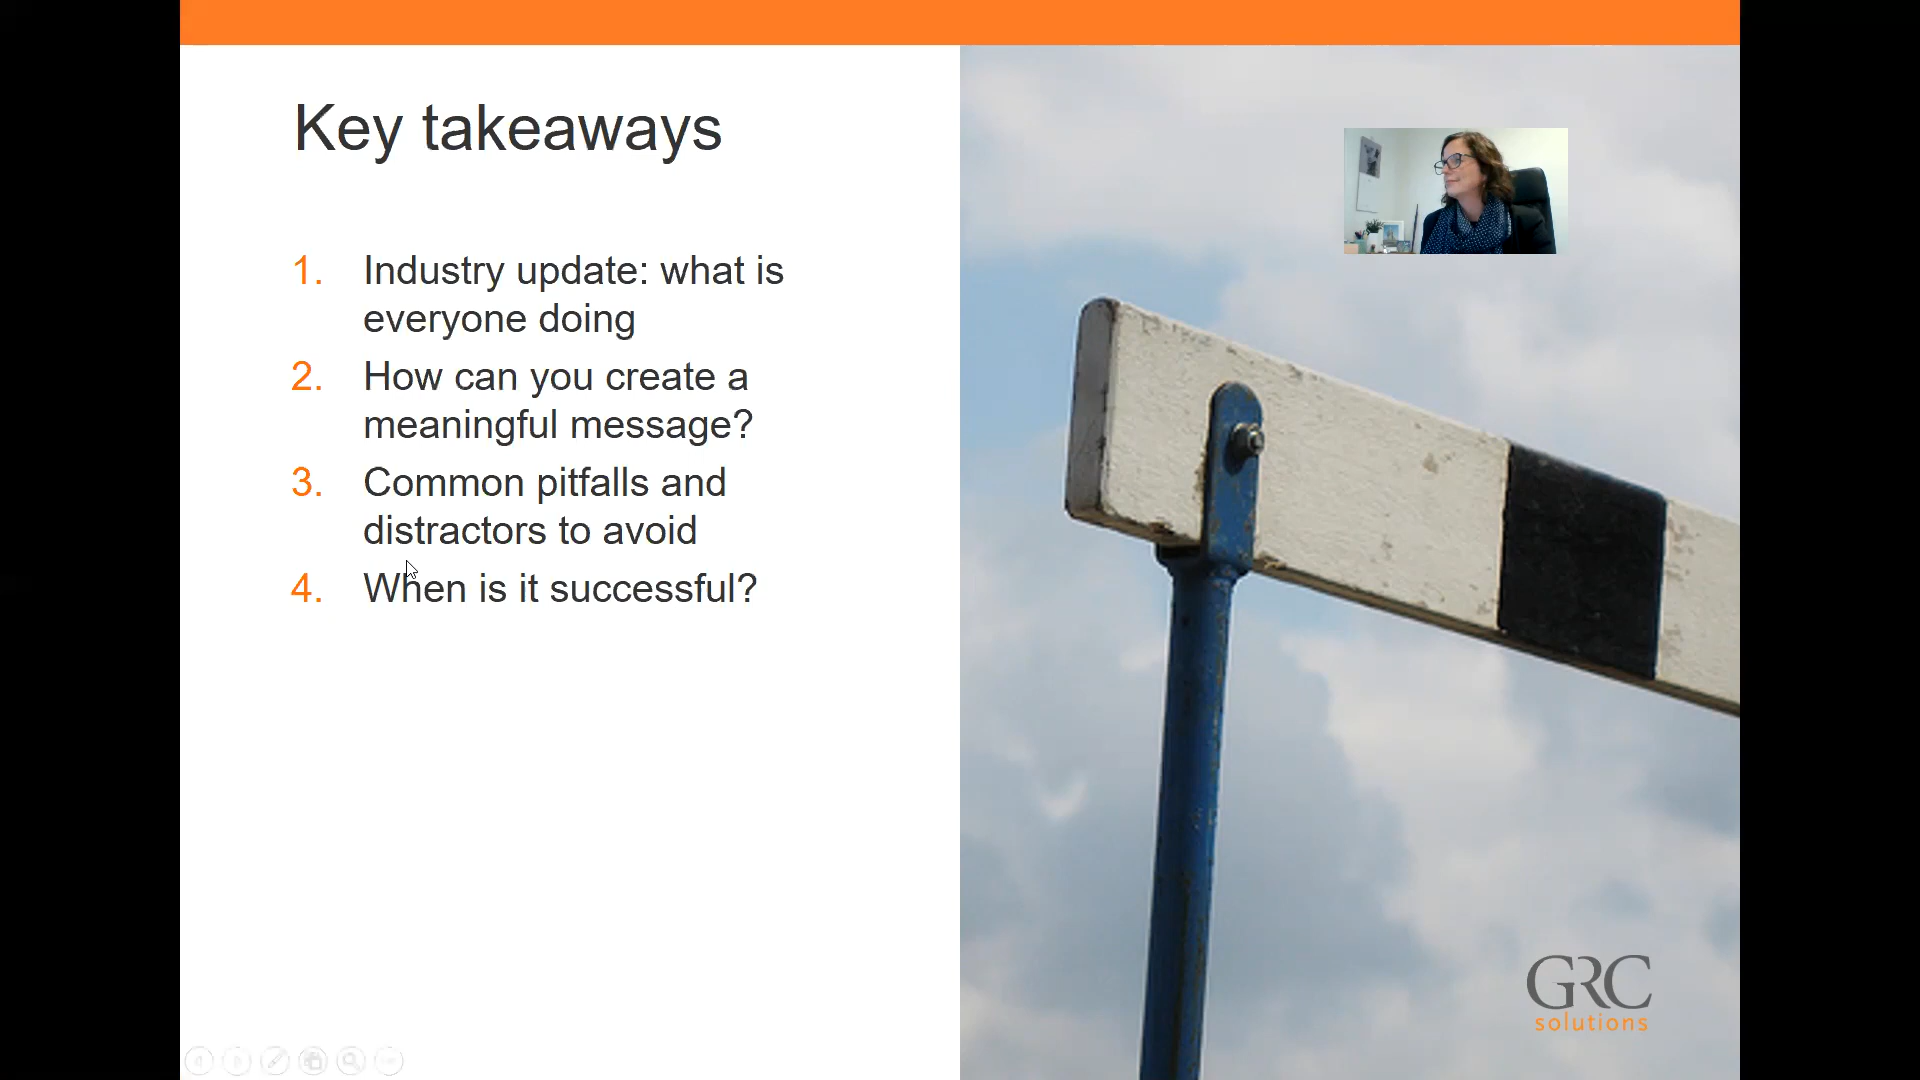 Key takeaways
1. Industry update: what is
everyone doing
2. How can you create a
meaningful message?
3. Common pitfalls and
distractors to avoid
4. When is it successful?
GRC
solutions